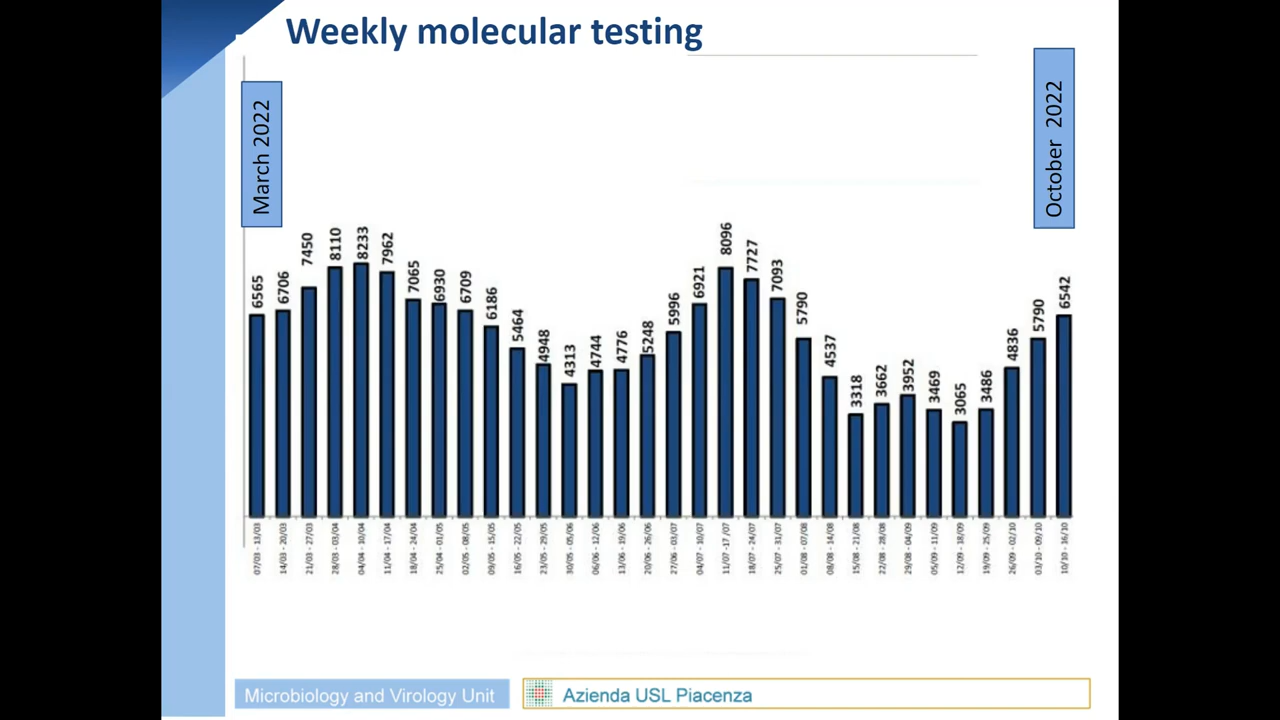 Weekly molecular testing
March 2022
October 2022
6565
6706
7450
8110
8233
7962
7065
6930
6709
6186
5464
4948
4313
4744
4776
5248
5996
6921
8096
7727
7093
5790
4537
3318
3662
3952
3469
3065
3486
4836
5790
6542
07/03 - 13/03
14/03 - 20/03
21/03 - 27/03
28/03 - 03/04
04/04 - 10/04
11/04 - 17/04
18/04 - 24/04
25/04 - 01/05
02/05 - 08/05
09/05 - 15/05
16/05 - 22/05
23/05 - 29/05
30/05 - 05/06
06/06 - 12/06
13/06 - 19/06
20/06 - 26/06
27/06 - 03/07
04/07 - 10/07
11/07 -17 /07
18/07 - 24/07
25/07 - 31/07
01/08 - 07/08
08/08 - 14/08
15/08 - 21/08
22/08 - 28/08
29/08 - 04/09
05/09 - 11/09
12/09 - 18/09
19/09 - 25/09
26/09 - 02/10
03/10 - 09/10
10/10 - 16/10
Microbiology and Virology Unit
Azienda USL Piacenza